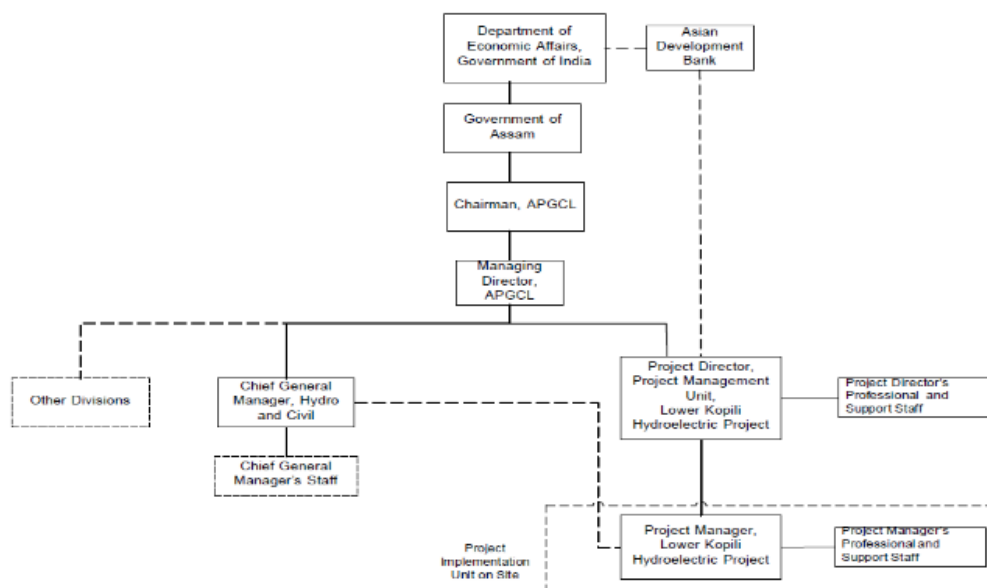 Department of
Economic Affairs,
Government of India
Asian
Development
Bank
Government of
Assam
Chairman, APGCL
Managing
Director,
APGCL
Other Divisions
Chief General
Manager, Hydro
and Civil
Project Director,
Project Management
Unit,
Lower Kopili
Hydroelectric Project
Project Director's
Professional and
Support Staff
Chief General
Manager's Staff
Project
Implementation
Unit on Site
Project Manager,
Lower Kopili
Hydroelectric Project
Project Manager's
Professional and
Support Staff